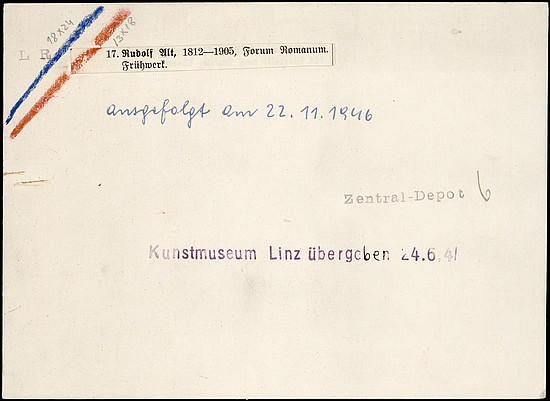 18x24
13x18
L R
17. Rudolf Alt, 1812—1905, Forum Romanum.
Frühwerk.
ausgefolgt am 22.11.1946
Zentral-Depot 6
Kunstmuseum Linz übergeben 24.6.41